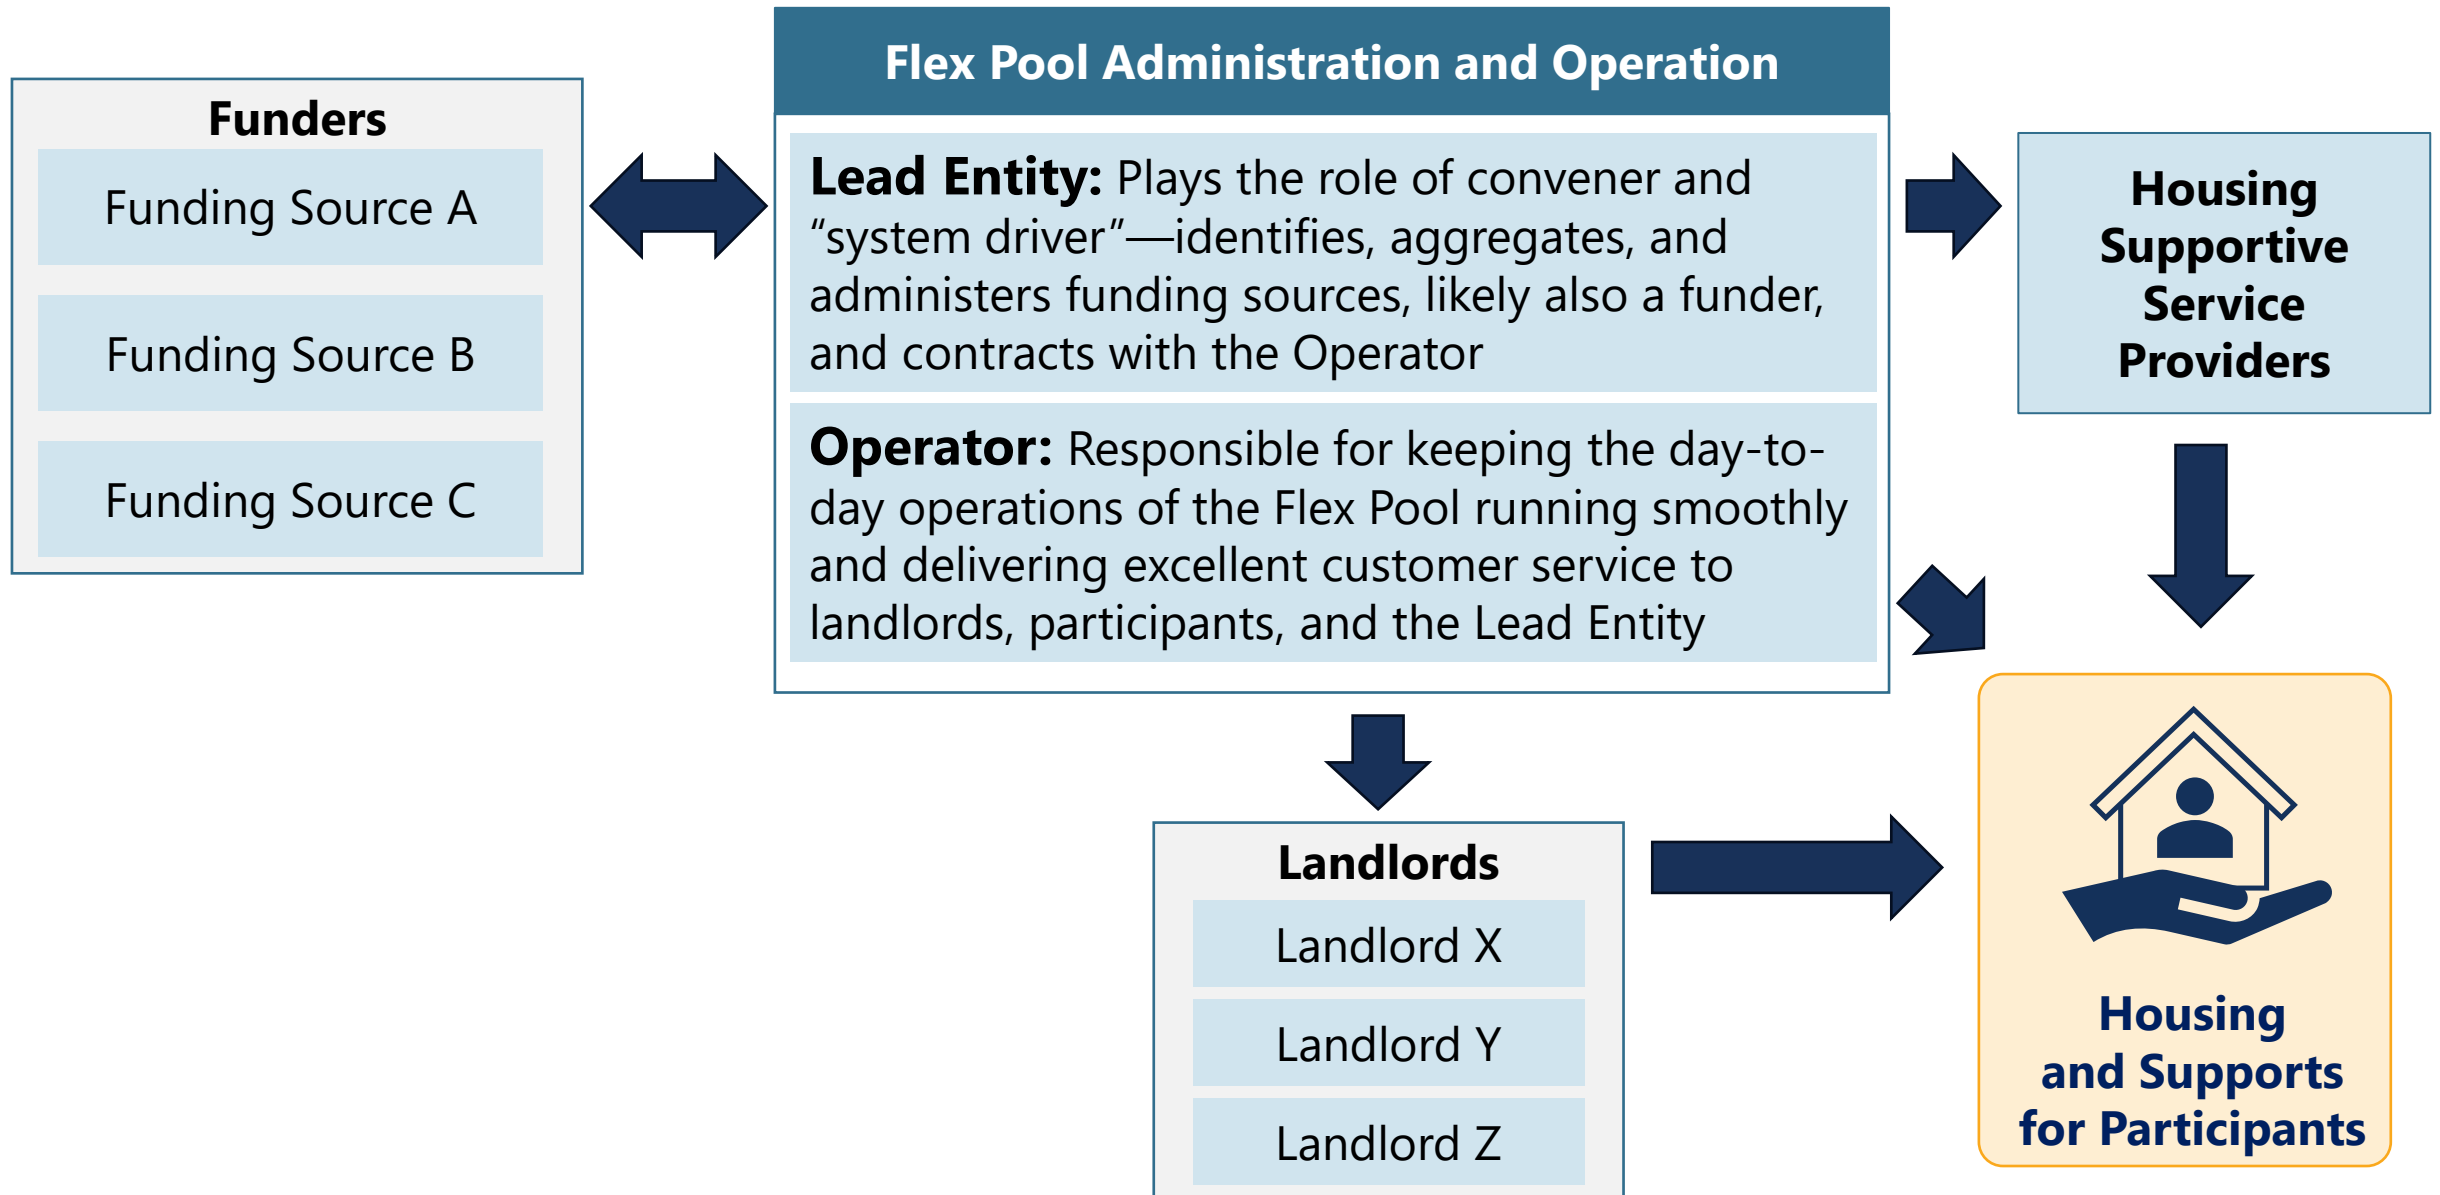 Flex Pool Administration and Operation
Funders
Funding Source A
Funding Source B
Funding Source C
Lead Entity: Plays the role of convener and
“system driver”—identifies, aggregates, and
administers funding sources, likely also a funder,
and contracts with the Operator
Operator: Responsible for keeping the day-to-
day operations of the Flex Pool running smoothly
and delivering excellent customer service to
landlords, participants, and the Lead Entity
Housing
Supportive
Service
Providers
Landlords
Landlord X
Landlord Y
Landlord Z
Housing
and Supports
for Participants